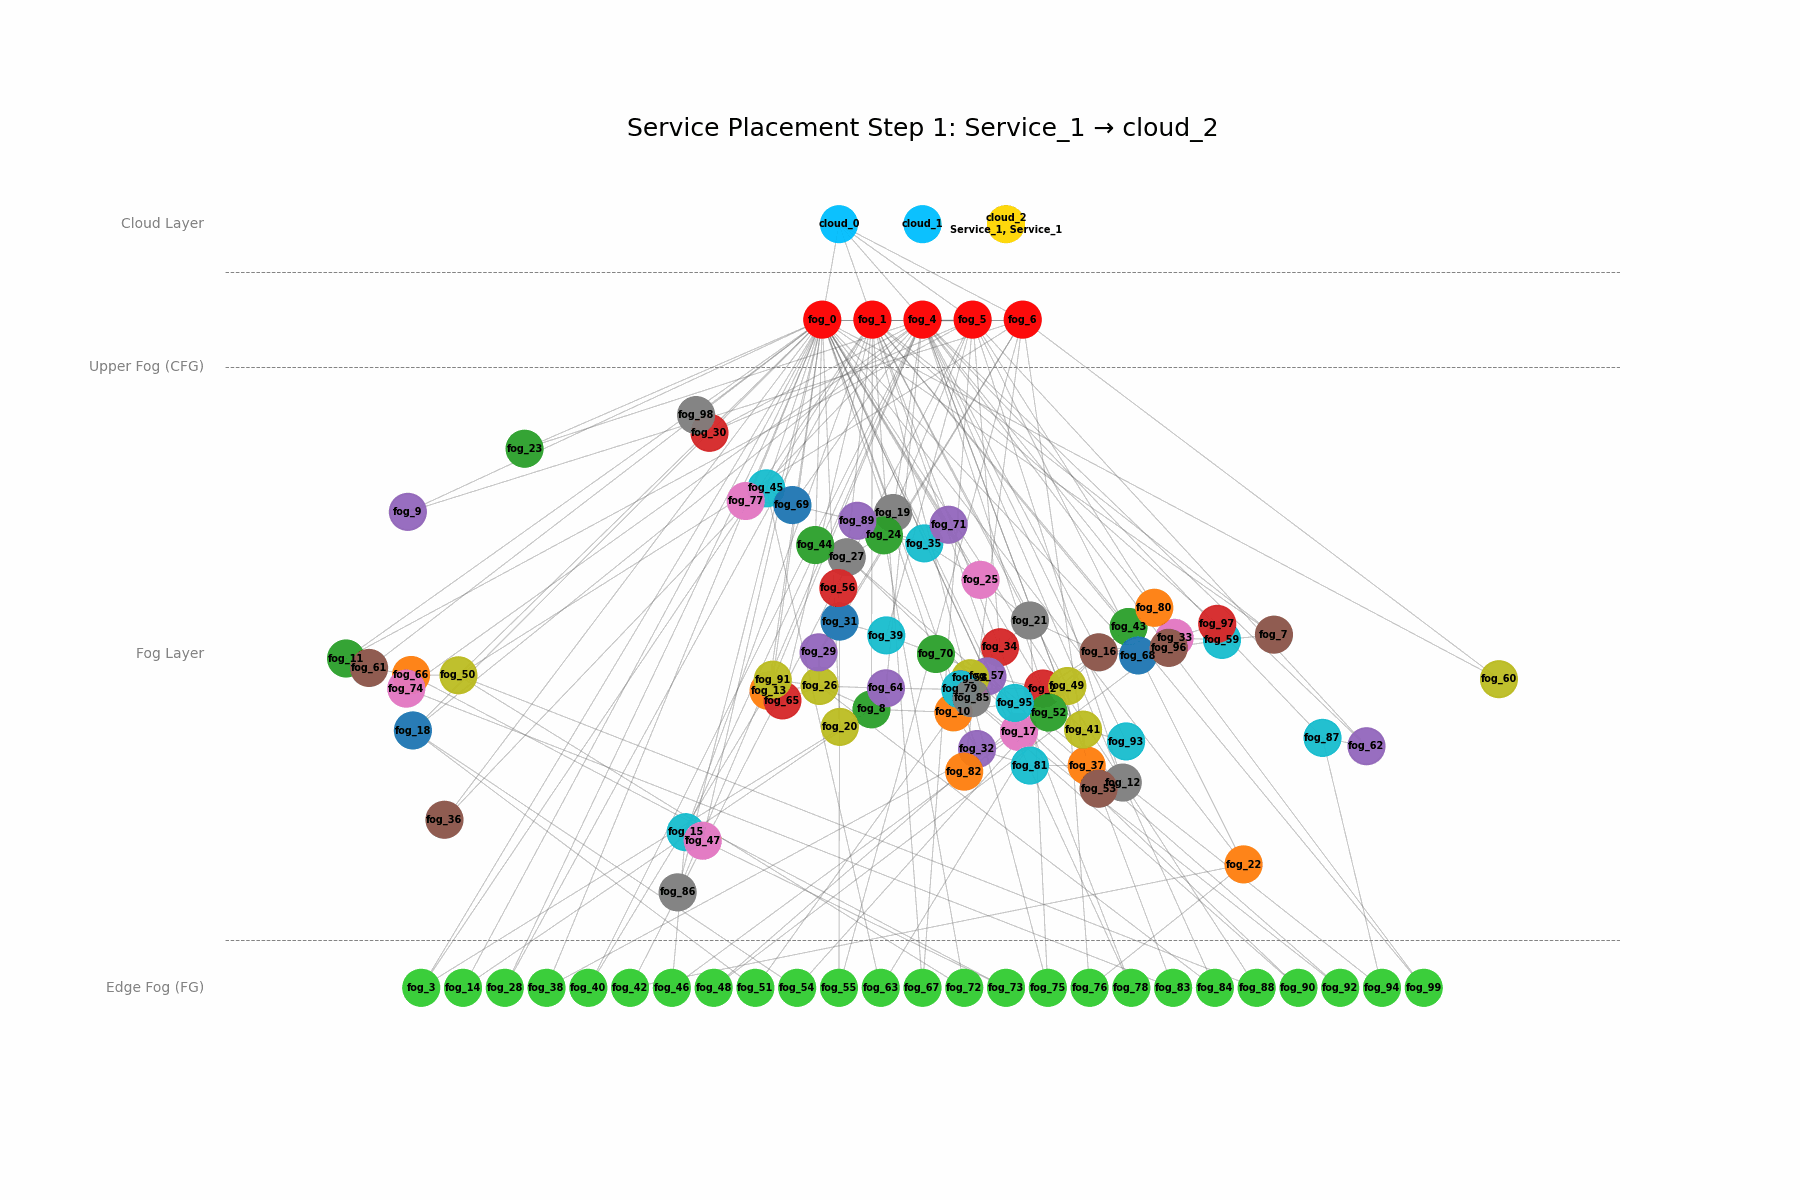 Service Placement Step 1: Service_1 → cloud_2
Cloud Layer
cloud_0
cloud_1
cloud_2
Service_1, Service_1
fog_0
fog_1
fog_4
fog_5
fog_6
Upper Fog (CFG)
fog_98
fog_30
fog_23
fog_9
fog_45
fog_77
fog_69
fog_19
fog_89
fog_71
fog_24
fog_44
fog_35
fog_27
fog_25
fog_56
fog_80
fog_21
fog_31
fog_43
fog_97
fog_7
fog_39
fog_33
fog_59
fog_34
fog_96
fog_29
fog_70
fog_16
fog_68
Fog Layer
fog_11
fog_61
fog_66
fog_50
fog_74
fog_57
fog_60
fog_91
fog_13
fog_65
fog_26
fog_64
fog_79
fog_49
fog_85
fog_95
fog_8
fog_10
fog_52
fog_20
fog_18
fog_41
fog_17
fog_87
fog_93
fog_62
fog_32
fog_81
fog_37
fog_82
fog_12
fog_53
fog_36
fog_15
fog_47
fog_22
fog_86
Edge Fog (FG)
fog_3
fog_14
fog_28
fog_38
fog_40
fog_42
fog_46
fog_48
fog_51
fog_54
fog_55
fog_63
fog_67
fog_72
fog_73
fog_75
fog_76
fog_78
fog_83
fog_84
fog_88
fog_90
fog_92
fog_94
fog_99